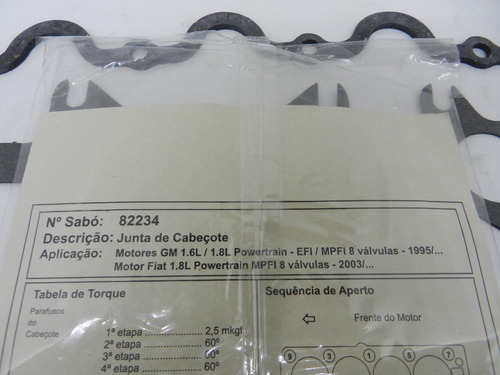 Nº Sabó: 82234
Descrição: Junta de Cabeçote
Aplicação: Motores GM 1.6L / 1.8L Powertrain - EFI / MPFI 8 válvulas - 1995/...
Motor Fiat 1.8L Powertrain MPFI 8 válvulas - 2003/...
Tabela de Torque
Parafusos
do
Cabeçote
1ª etapa 2,5 mkgf
2ª etapa 60º
3ª etapa 60º
4ª etapa 60º
Sequência de Aperto
Frente do Motor
9 3 1 5 7